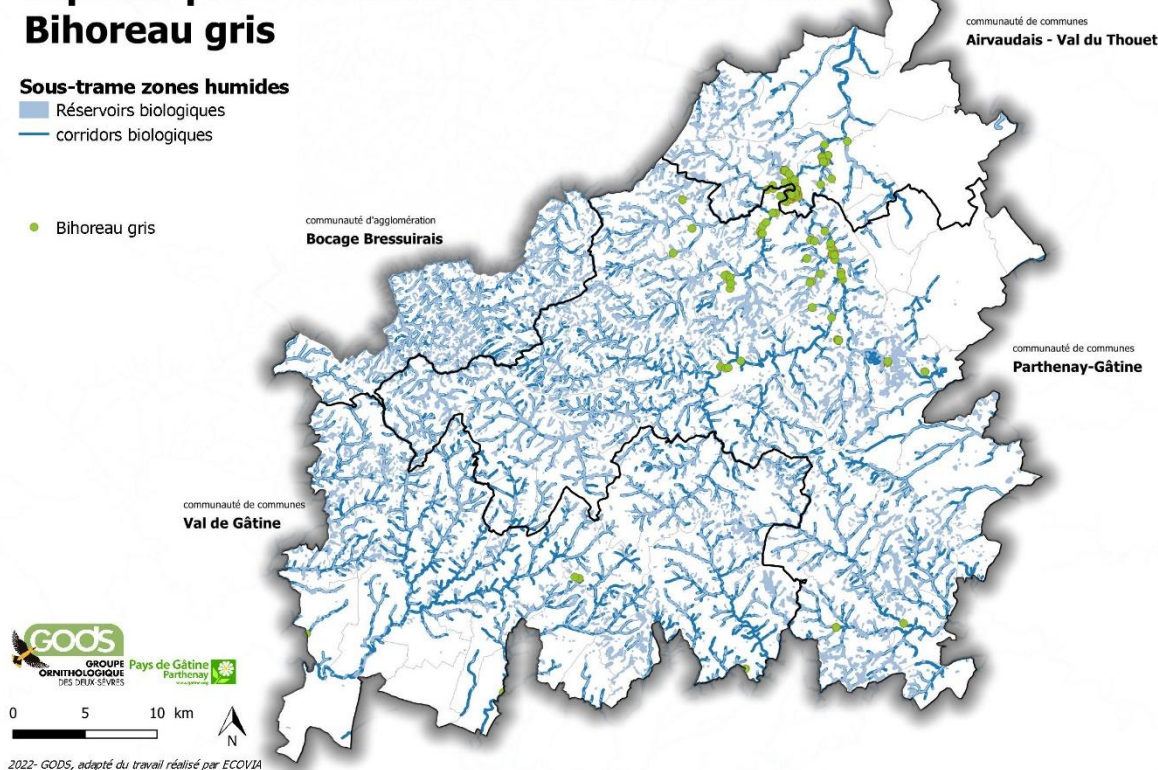 Bihoreau gris
Sous-trame zones humides
Réservoirs biologiques
corridors biologiques
Bihoreau gris
communauté de communes
Airvaudais - Val du Thouet
communauté d'agglomération
Bocage Bressuirais
communauté de communes
Parthenay-Gâtine
communauté de communes
Val de Gâtine
GODS
GROUPE
ORNITHOLOGIQUE
DES DEUX-SÈVRES
Pays de Gâtine
Parthenay
0 5 10 km
N
2022- GODS, adapté du travail réalisé par ECOVIA